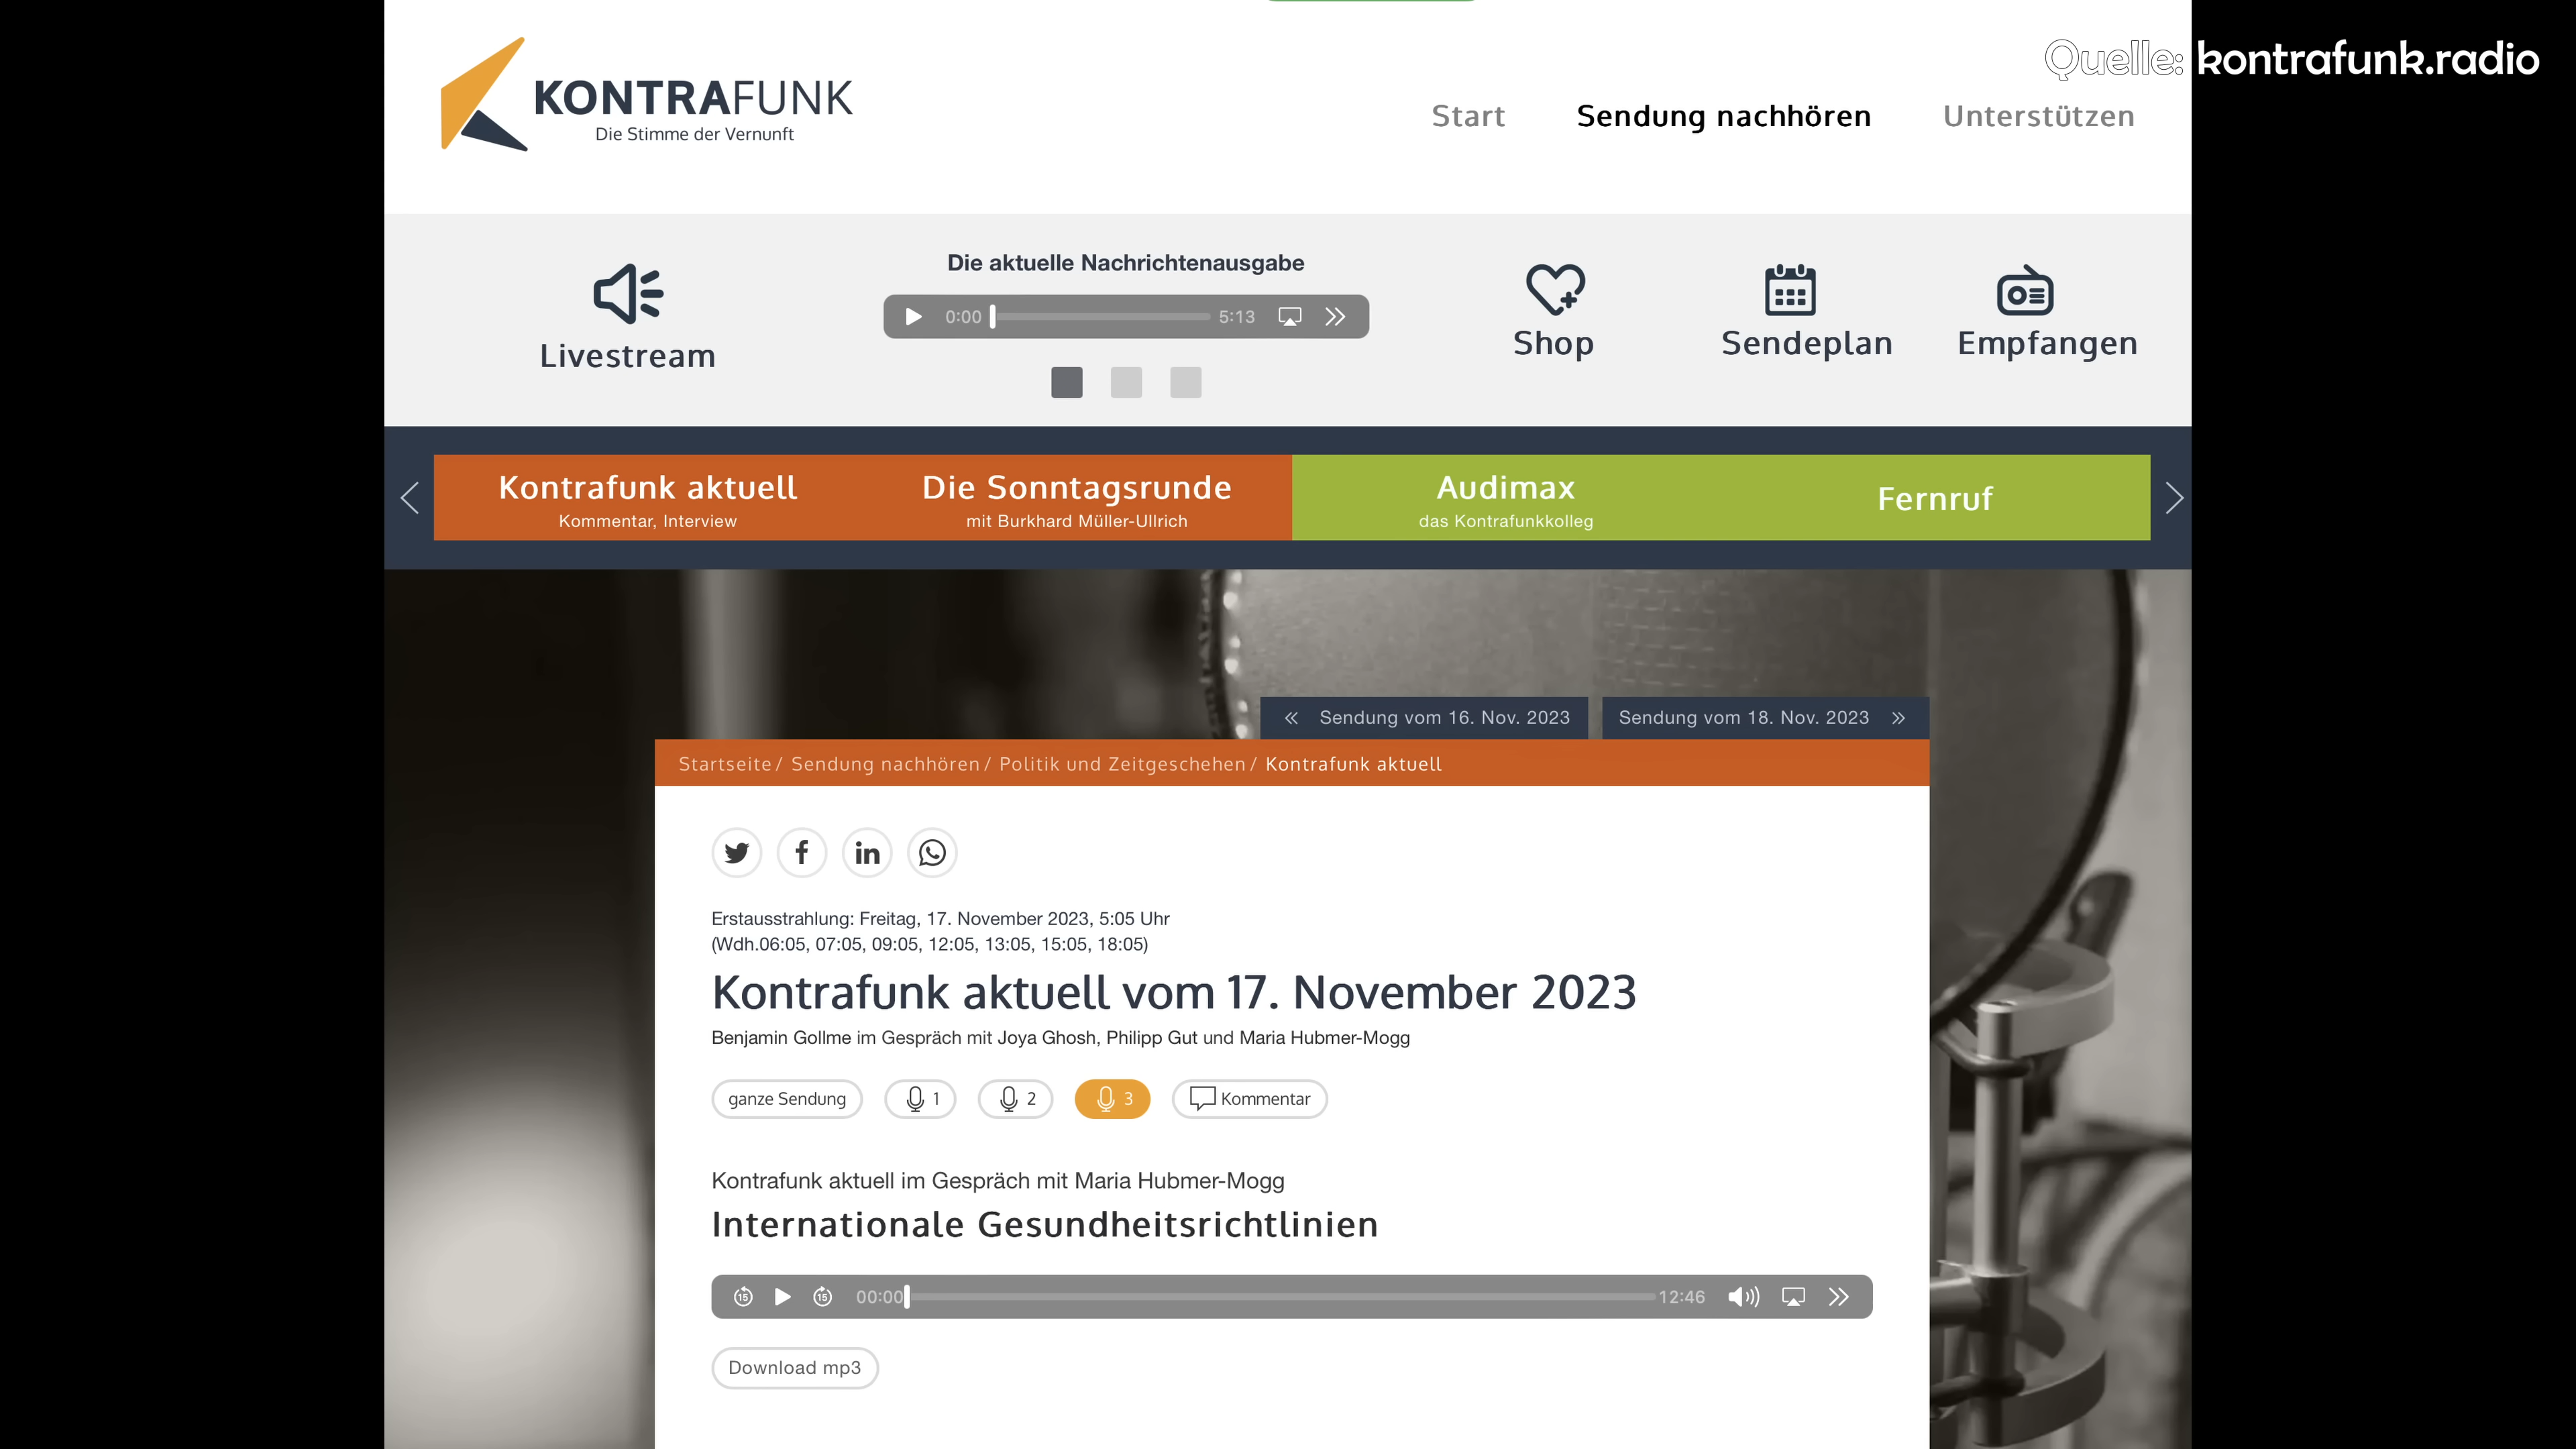 Quelle: kontrafunk.radio
KONTRAFUNK
Die Stimme der Vernunft
Start
Sendung nachhören
Unterstützen
Livestream
Die aktuelle Nachrichtenausgabe
0:00
5:13
Shop
Sendeplan
Empfangen
Kontrafunk aktuell
Kommentar, Interview
Die Sonntagsrunde
mit Burkhard Müller-Ullrich
Audimax
das Kontrafunkkolleg
Fernruf
« Sendung vom 16. Nov. 2023
Sendung vom 18. Nov. 2023 »
Startseite/ Sendung nachhören/ Politik und Zeitgeschehen/ Kontrafunk aktuell
Erstausstrahlung: Freitag, 17. November 2023, 5:05 Uhr
(Wdh.06:05, 07:05, 09:05, 12:05, 13:05, 15:05, 18:05)
Kontrafunk aktuell vom 17. November 2023
Benjamin Gollme im Gespräch mit Joya Ghosh, Philipp Gut und Maria Hubmer-Mogg
ganze Sendung
1
2
3
Kommentar
Kontrafunk aktuell im Gespräch mit Maria Hubmer-Mogg
Internationale Gesundheitsrichtlinien
15
15
00:00
12:46
Download mp3